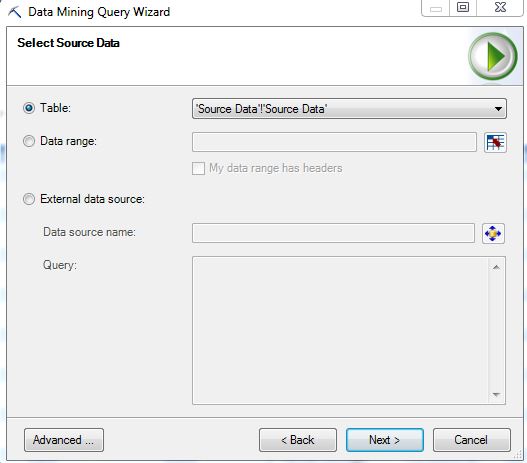 Data Mining Query Wizard
Select Source Data
Table: 'Source Data'!'Source Data'
Data range:
My data range has headers
External data source:
Data source name:
Query:
Advanced ... < Back Next > Cancel